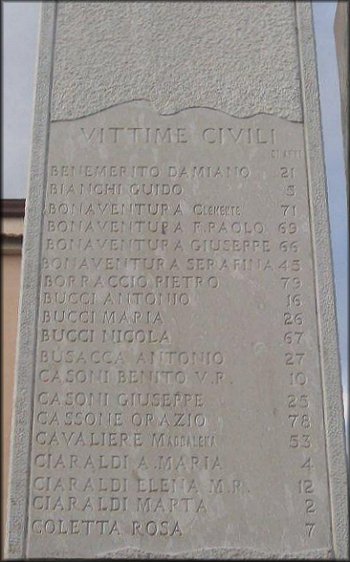 VITTIME CIVILI
DI ANNI
BENEMERITO DAMIANO 21
BIANCHI GUIDO 5
BONAVENTURA CLEMENTE 71
BONAVENTURA F. PAOLO 69
BONAVENTURA GIUSEPPE 66
BONAVENTURA SERAFINA 45
BORRACCIO PIETRO 73
BUCCI ANTONIO 16
BUCCI MARIA 26
BUCCI NICOLA 67
BUSACCA ANTONIO 27
CASONI BENITO V.R. 10
CASONI GIUSEPPE 25
CASSONE ORAZIO 78
CAVALIERE MADDALENA 53
CIARALDI A. MARIA 4
CIARALDI ELENA M.R. 12
CIARALDI MARTA 2
COLETTA ROSA 7